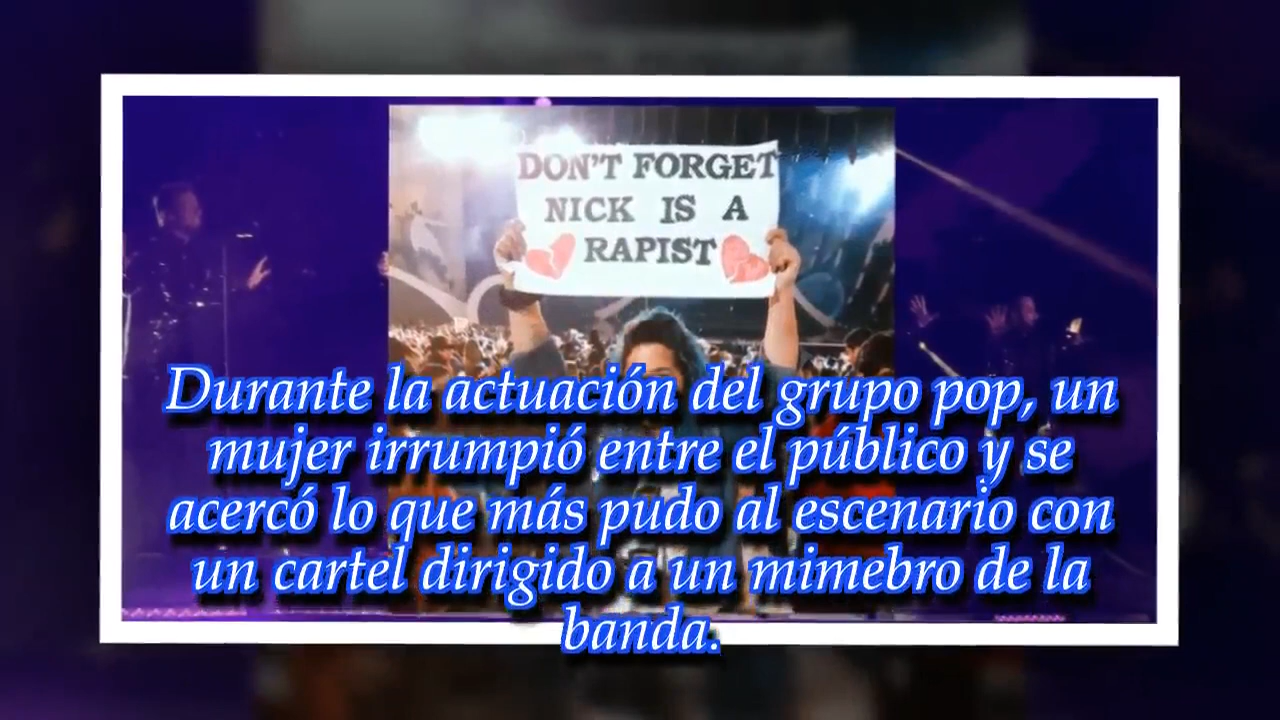 DON'T FORGET
NICK IS A
RAPIST
Durante la actuación del grupo pop, un
mujer irrumpió entre el público y se
acercó lo que más pudo al escenario con
un cartel dirigido a un mimebro de la
banda.